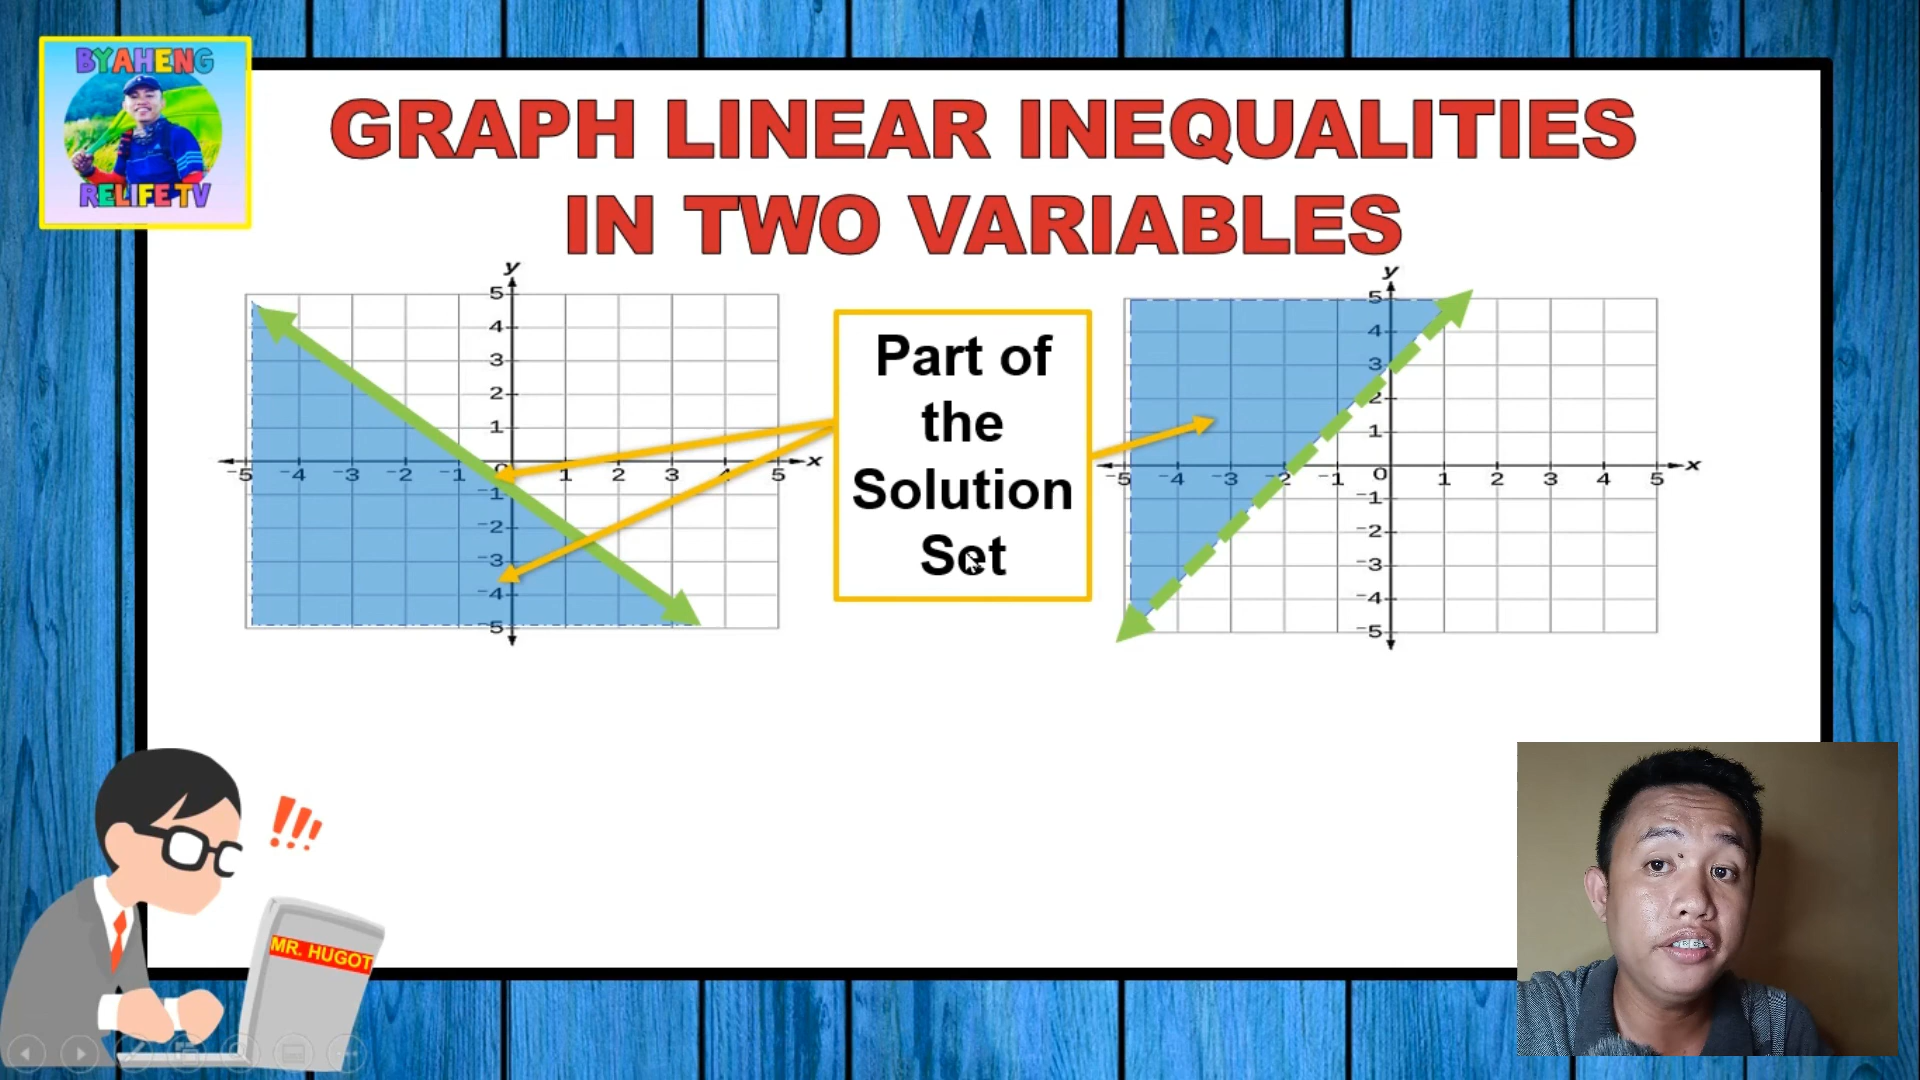 BYAHENG
RELIFE TV
GRAPH LINEAR INEQUALITIES
IN TWO VARIABLES
y
5
4
3
2
1
-5 -4 -3 -2 -1 0 1 2 3 4 5 x
-1
-2
-3
-4
-5
Part of
the
Solution
Set
y
5
4
3
2
1
-5 -4 -3 -2 -1 0 1 2 3 4 5 x
-1
-2
-3
-4
-5
!!!
MR. HUGOT